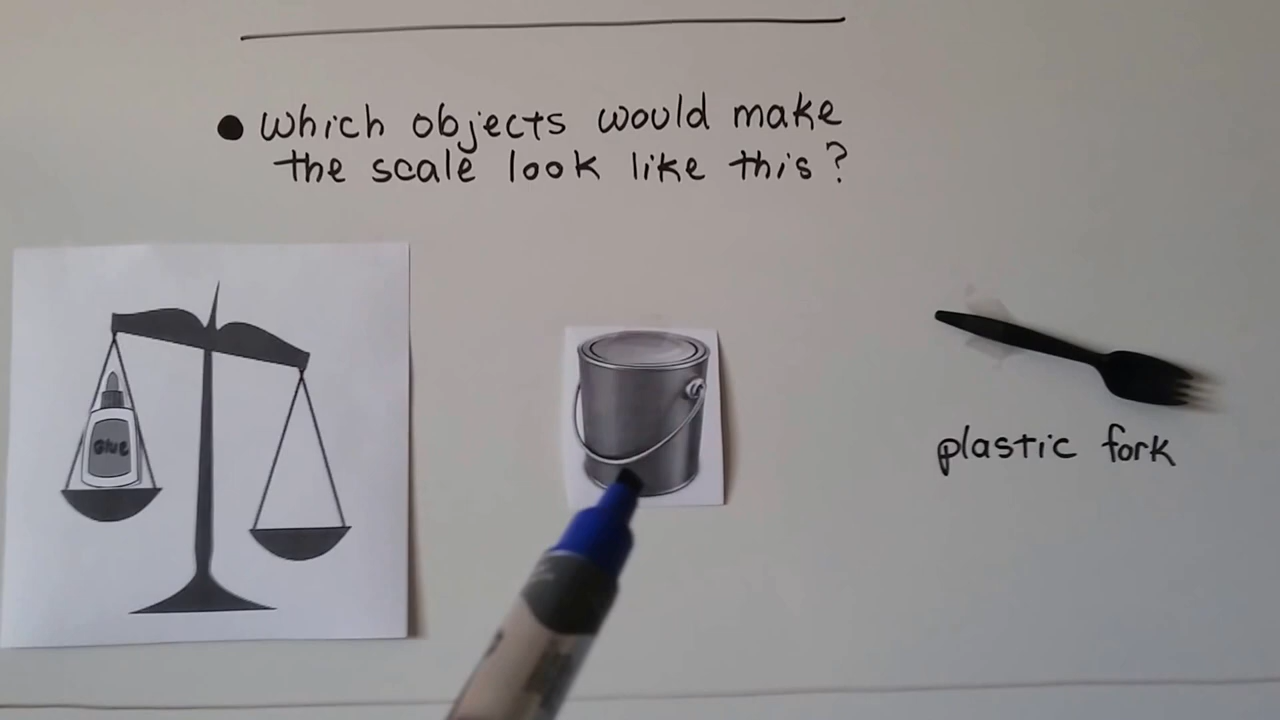 ● Which objects would make
the scale look like this?
Glue
plastic fork